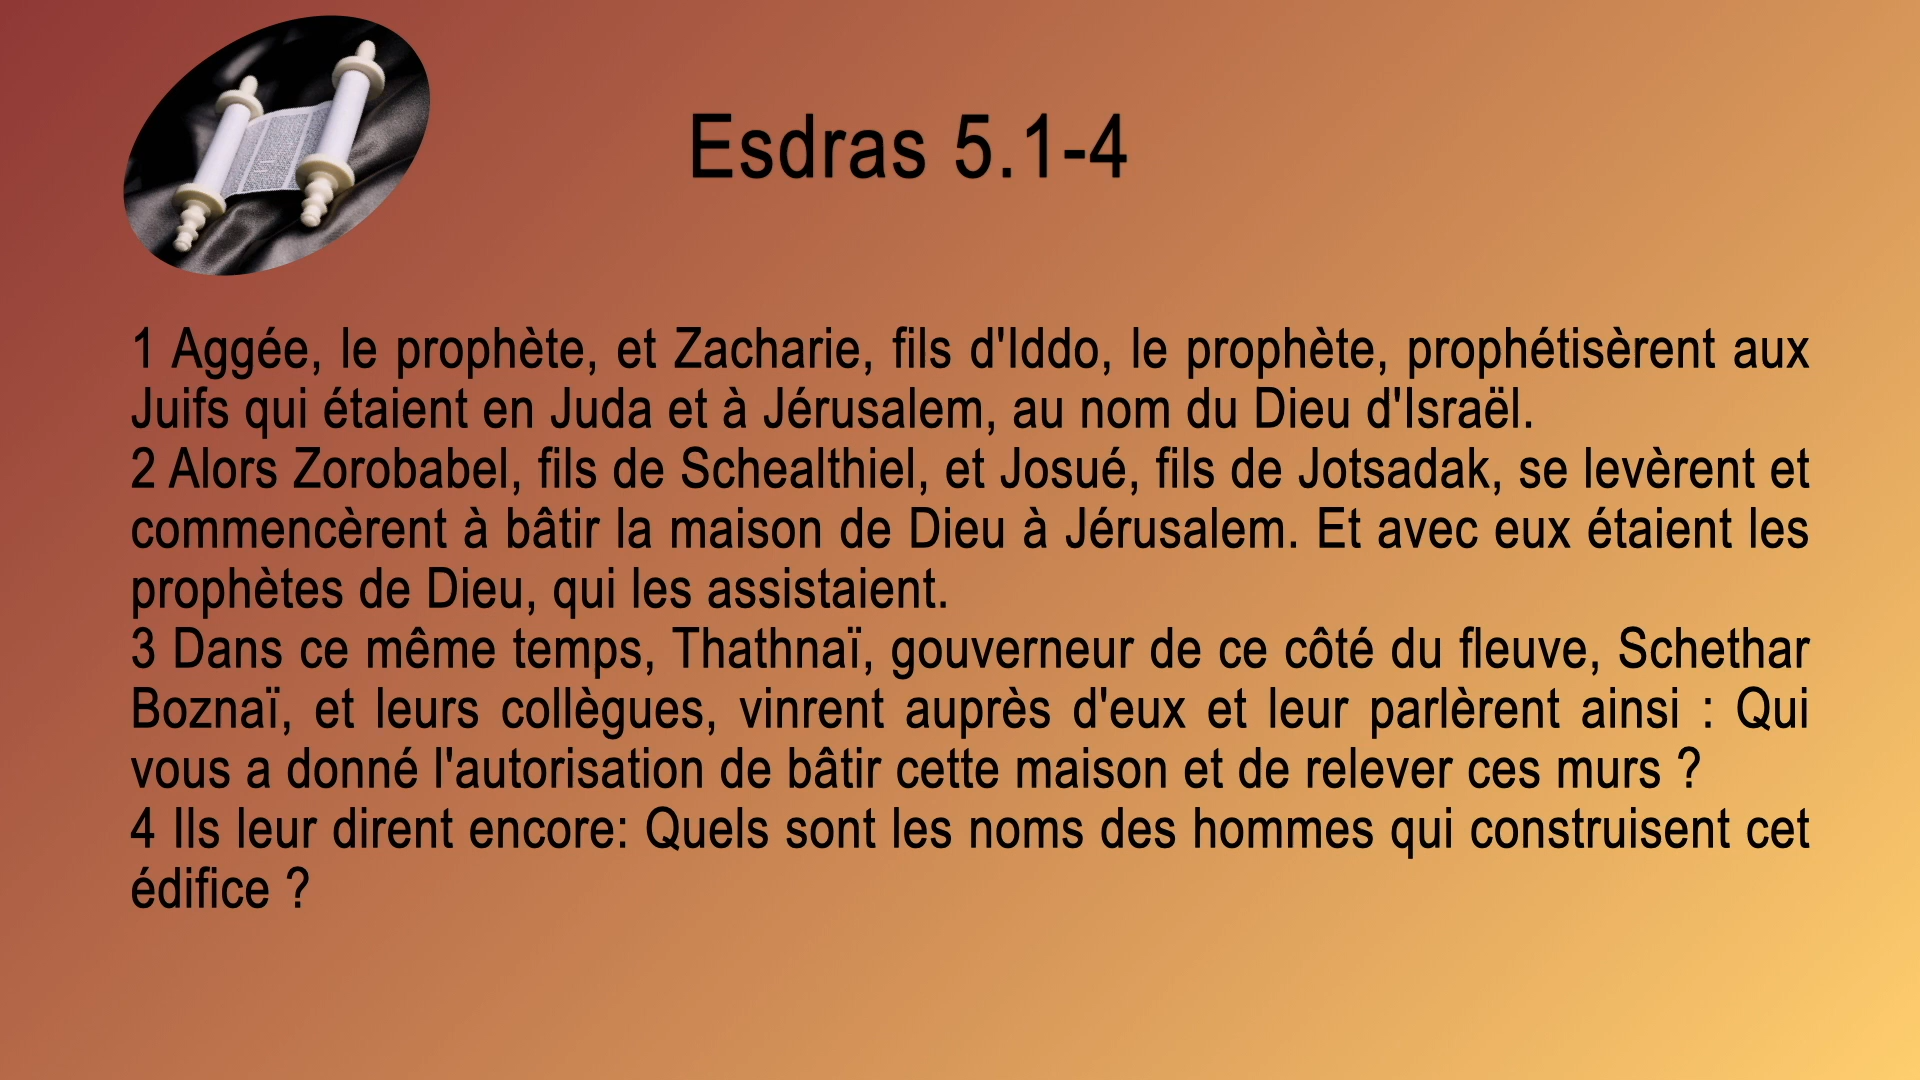 Esdras 5.1-4
1 Aggée, le prophète, et Zacharie, fils d'Iddo, le prophète, prophétisèrent aux
Juifs qui étaient en Juda et à Jérusalem, au nom du Dieu d'Israël.
2 Alors Zorobabel, fils de Schealthiel, et Josué, fils de Jotsadak, se levèrent et
commencèrent à bâtir la maison de Dieu à Jérusalem. Et avec eux étaient les
prophètes de Dieu, qui les assistaient.
3 Dans ce même temps, Thathnaï, gouverneur de ce côté du fleuve, Schethar
Boznaï, et leurs collègues, vinrent auprès d'eux et leur parlèrent ainsi : Qui
vous a donné l'autorisation de bâtir cette maison et de relever ces murs ?
4 Ils leur dirent encore: Quels sont les noms des hommes qui construisent cet
édifice ?